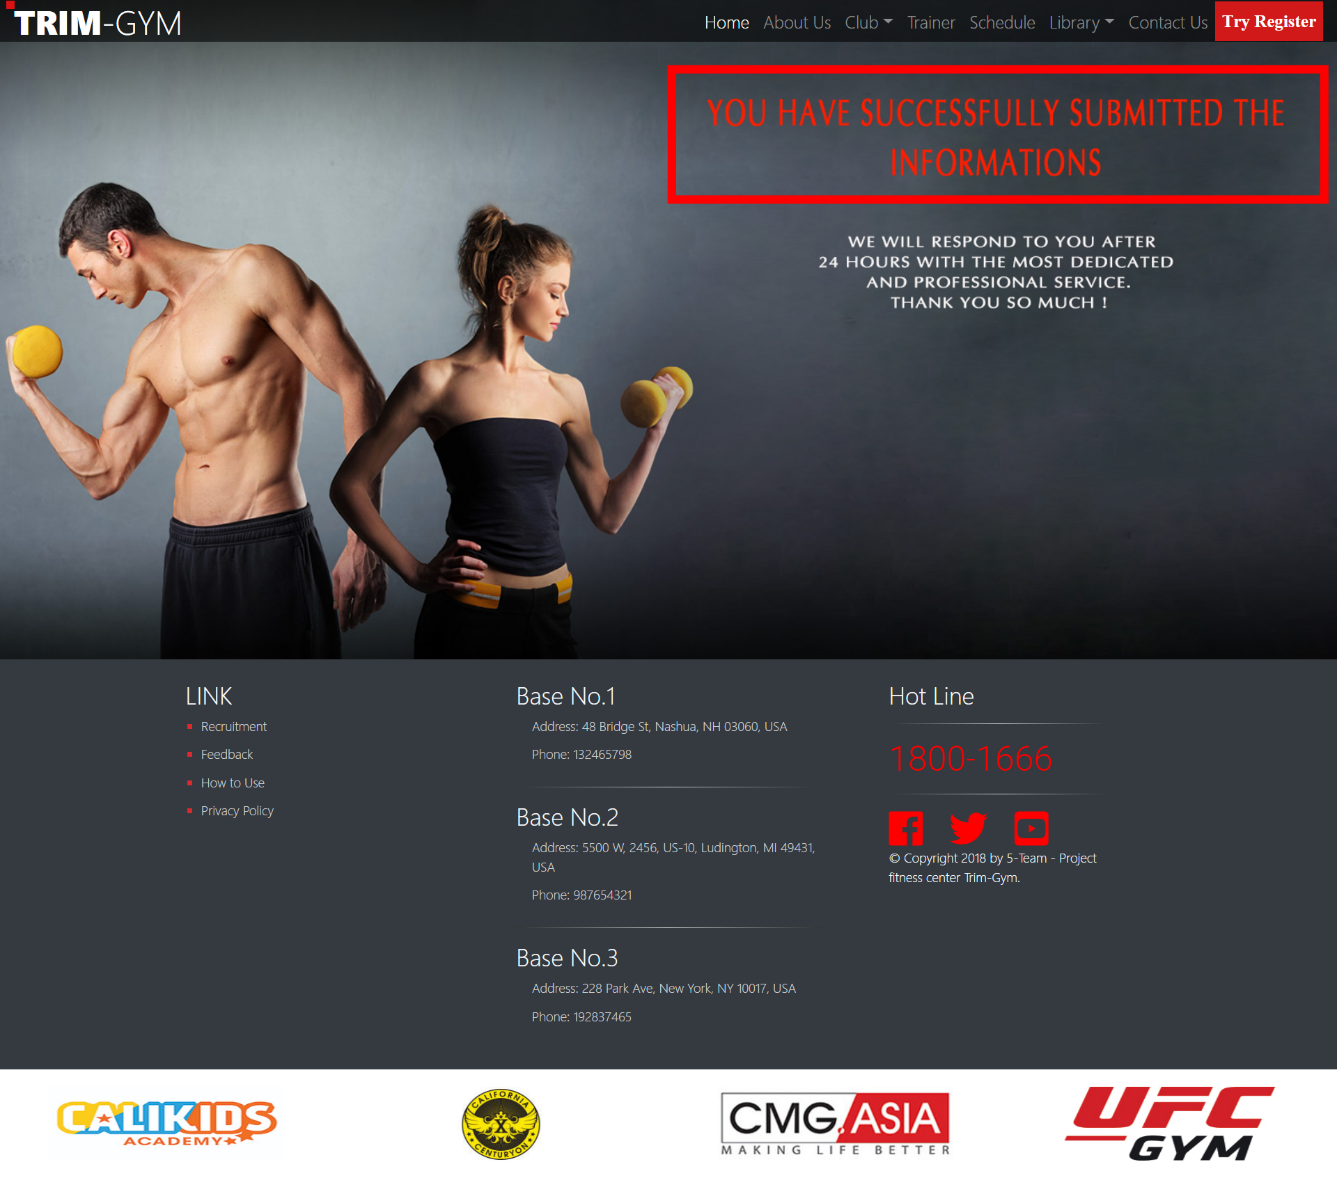 TRIM-GYM
Home About Us Club Trainer Schedule Library Contact Us Try Register
YOU HAVE SUCCESSFULLY SUBMITTED THE
INFORMATIONS
WE WILL RESPOND TO YOU AFTER
24 HOURS WITH THE MOST DEDICATED
AND PROFESSIONAL SERVICE.
THANK YOU SO MUCH !
LINK
Recruitment
Feedback
How to Use
Privacy Policy
Base No.1
Address: 48 Bridge St, Nashua, NH 03060, USA
Phone: 132465798
Base No.2
Address: 5500 W, 2456, US-10, Ludington, MI 49431,
USA
Phone: 987654321
Base No.3
Address: 228 Park Ave, New York, NY 10017, USA
Phone: 192837465
Hot Line
1800-1666
© Copyright 2018 by 5-Team - Project
fitness center Trim-Gym.
CALIKIDS
ACADEMY
CALIFORNIA
X
CENTURYON
CMG.ASIA
MAKING LIFE BETTER
UFC
GYM